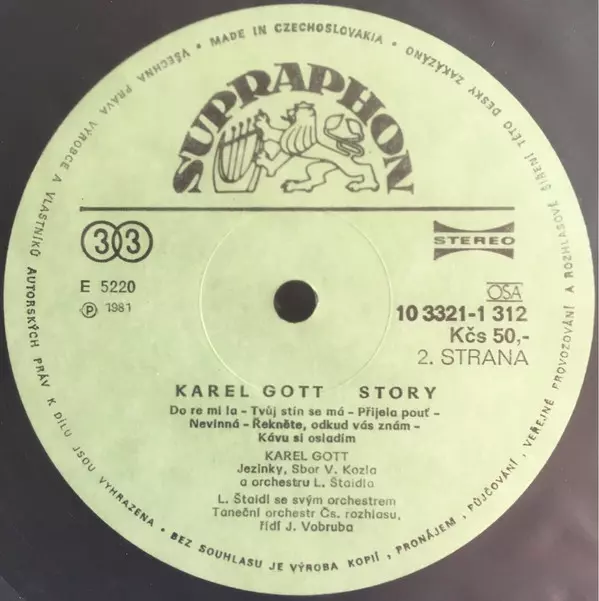 • MADE IN CZECHOSLOVAKIA •
VŠECHNA PRÁVA VÝROBCE A VLASTNÍKŮ AUTORSKÝCH PRÁV K DÍLU JSOU VYHRAZENA • BEZ SOUHLASU JE VÝROBA KOPIÍ, PRONÁJEM, PŮJČOVÁNÍ, VEŘEJNÉ PROVOZOVÁNÍ A ROZHLASOVÉ ŠÍŘENÍ TÉTO DESKY ZAKÁZÁNO
SUPRAPHON
33
STEREO
E 5220
Ⓟ 1981
OSA
10 3321-1 312
Kčs 50,-
2. STRANA
KAREL GOTT STORY
Do re mi la – Tvůj stín se má – Přijela pouť –
Nevinná – Řekněte, odkud vás znám –
Kávu si osladím
KAREL GOTT
Jezinky, Sbor V. Kozla
a orchestru L. Štaidla
L. Štaidl se svým orchestrem
Taneční orchestr Čs. rozhlasu,
řídí J. Vobruba